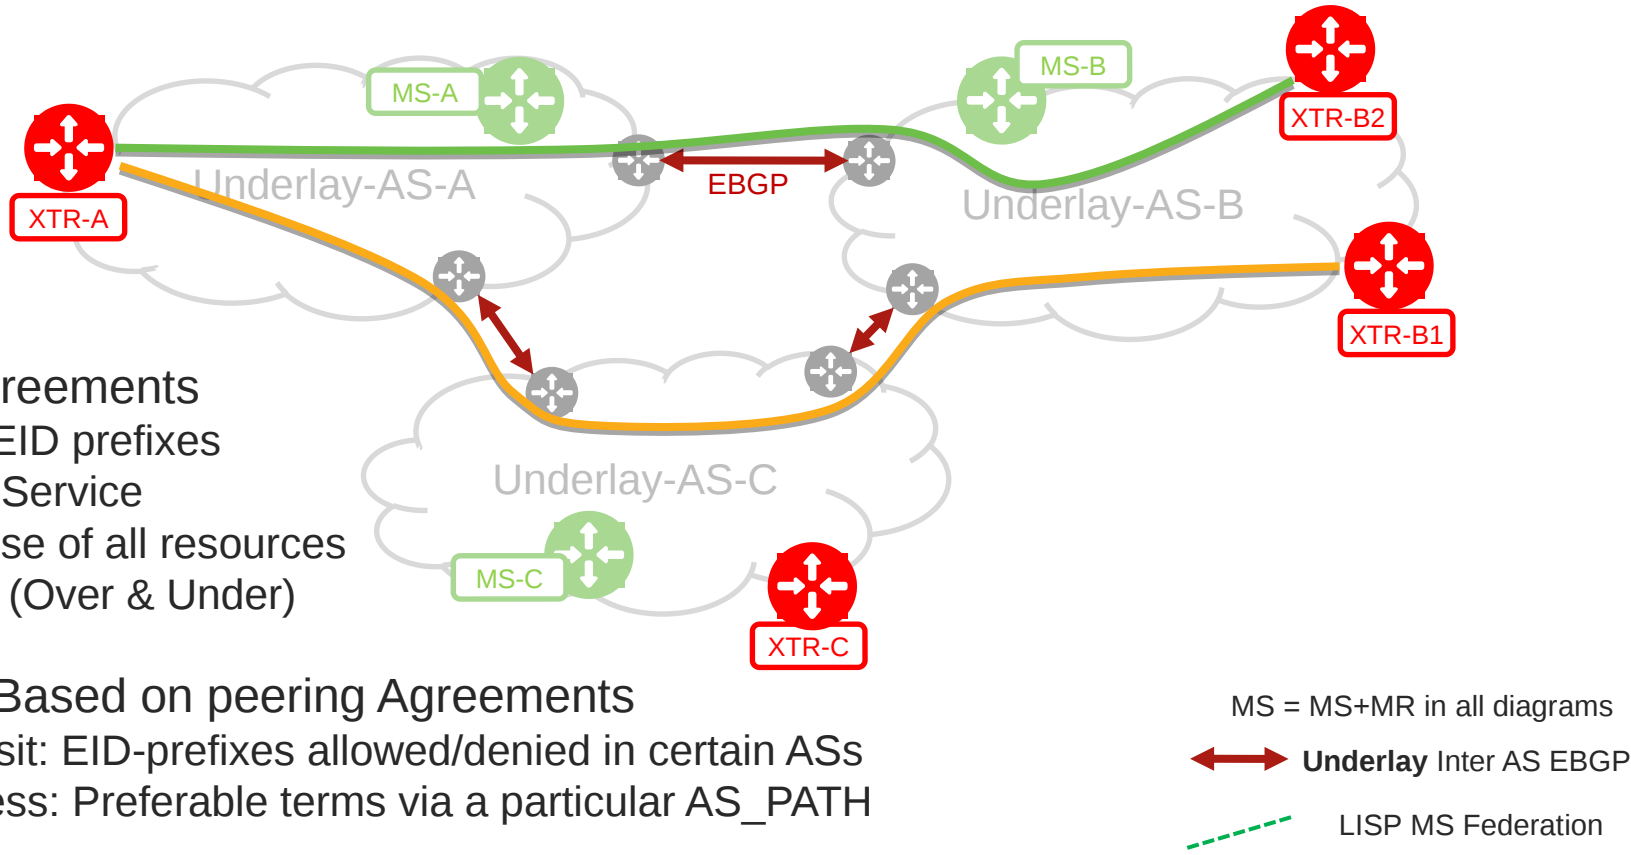 MS-A
MS-B
XTR-B2
XTR-A
Underlay-AS-A
EBGP
Underlay-AS-B
XTR-B1
reements
EID prefixes
Service
se of all resources
(Over & Under)
Underlay-AS-C
MS-C
XTR-C
Based on peering Agreements
sit: EID-prefixes allowed/denied in certain ASs
ess: Preferable terms via a particular AS_PATH
MS = MS+MR in all diagrams
Underlay Inter AS EBGP
LISP MS Federation